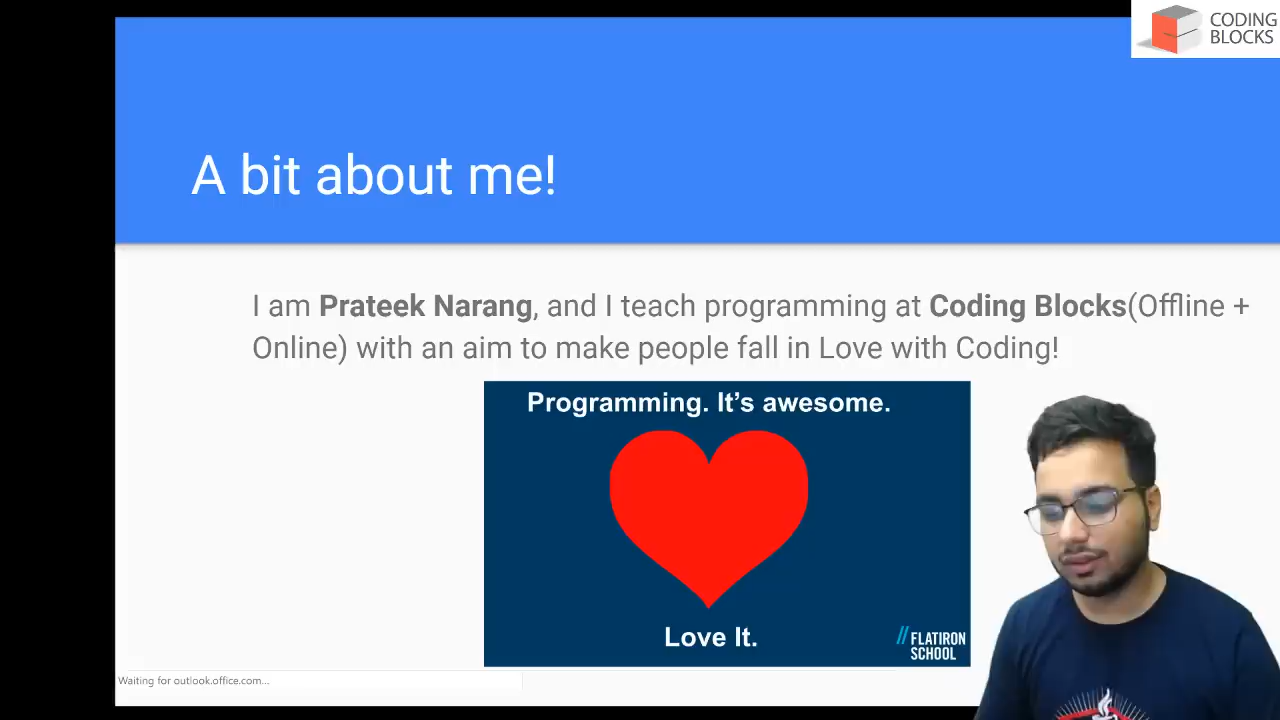 CODING
BLOCKS
A bit about me!
I am Prateek Narang, and I teach programming at Coding Blocks(Offline +
Online) with an aim to make people fall in Love with Coding!
Programming. It's awesome.
Love It.
// FLATIRON
SCHOOL
Waiting for outlook.office.com...